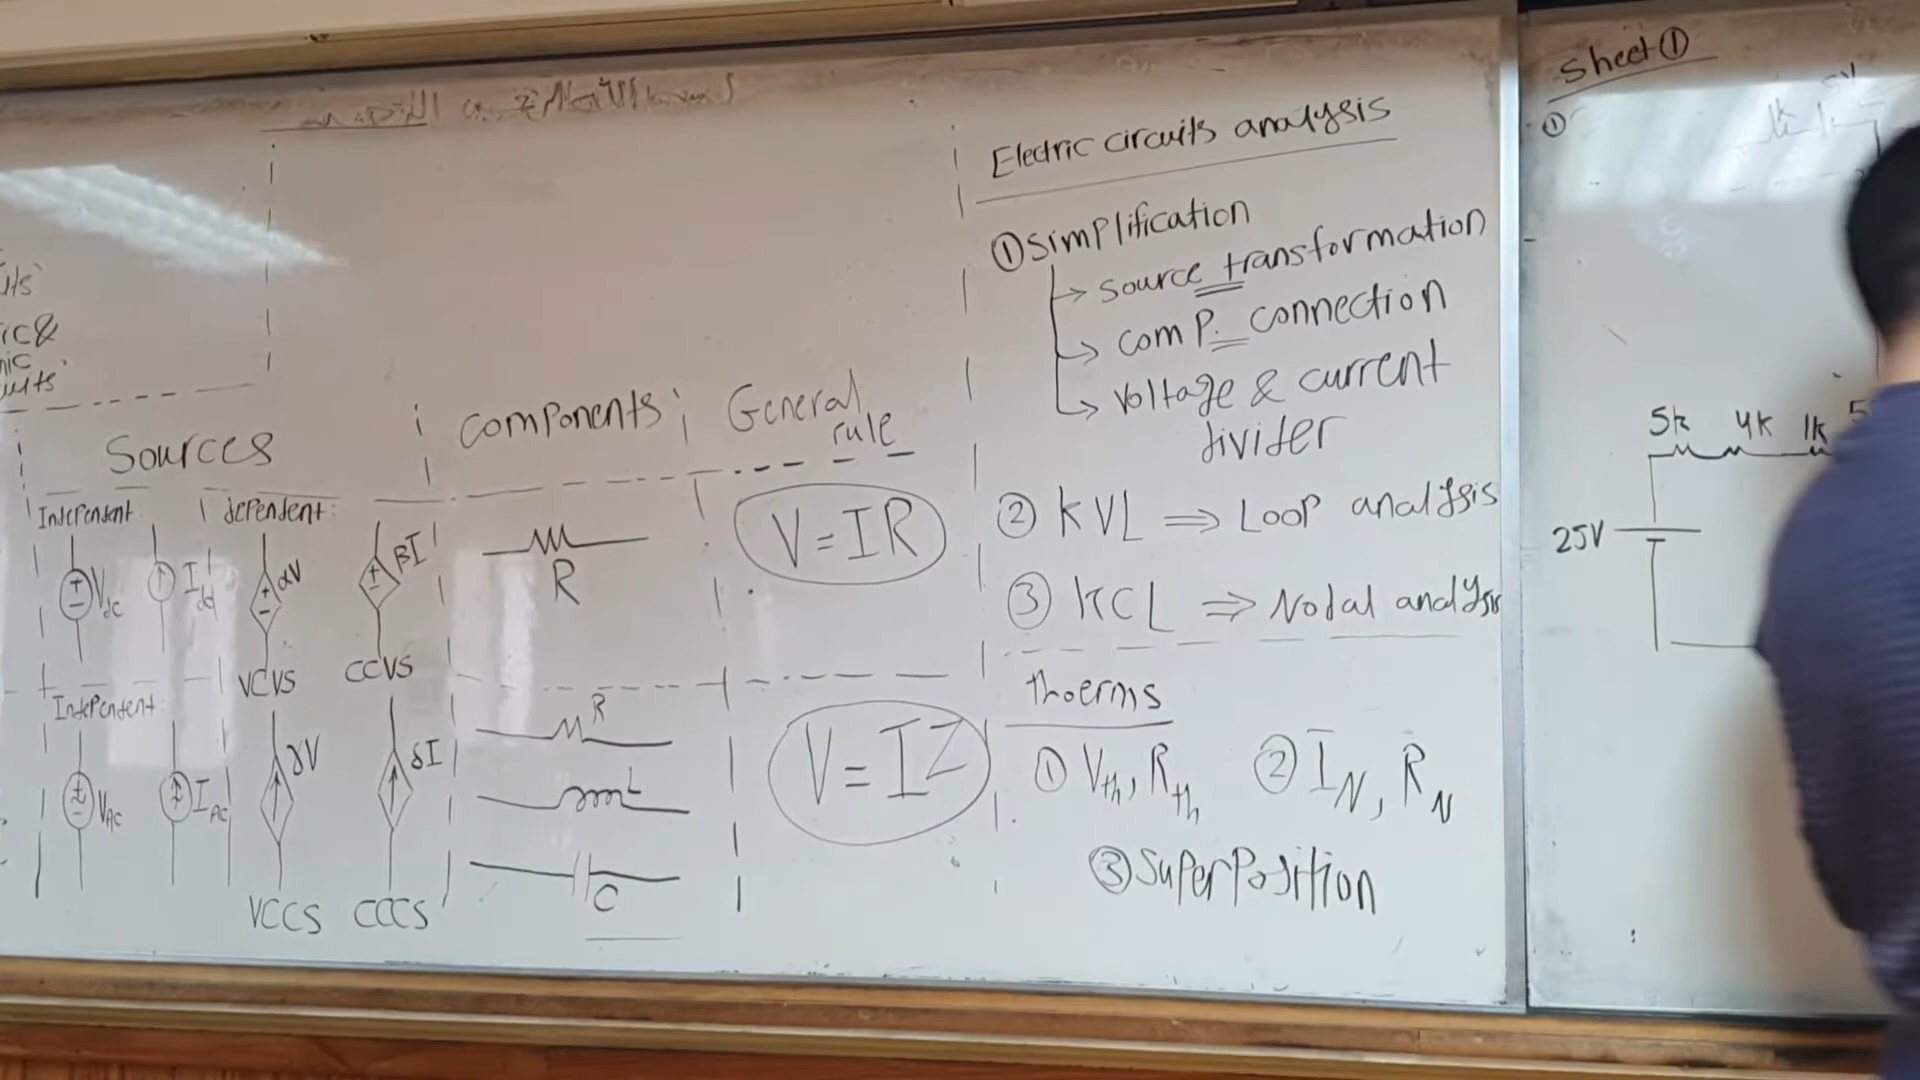 Sources
components
General
rule
Independent
dependent:
Vdc
Idd
αV
βI
VCVS
CCVS
R
V=IR
Independent
VAC
IAC
γV
δI
VCCS
CCCS
R
L
C
V=IZ
Electric circuits analysis
① Simplification
→ source transformation
→ comp. connection
→ voltage & current
divider
② KVL ⇒ Loop analysis
③ KCL ⇒ Nodal analysis
thoerms
① Vth, Rth
② IN, RN
③ superposition
Sheet ①
①
5k 4k 1k
25V